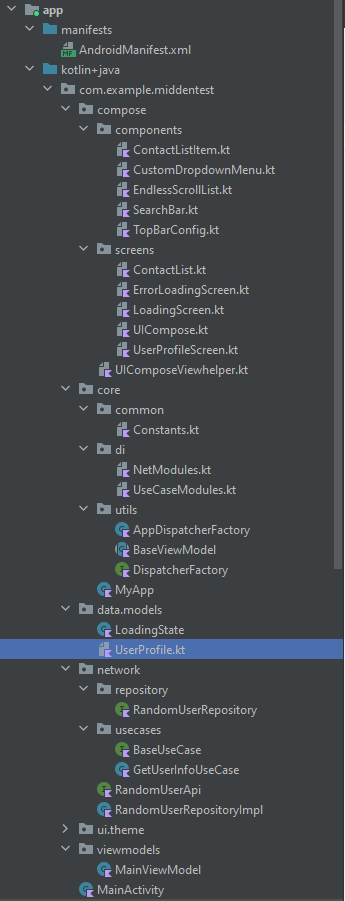 app
manifests
AndroidManifest.xml
kotlin+java
com.example.middentest
compose
components
ContactListItem.kt
CustomDropdownMenu.kt
EndlessScrollList.kt
SearchBar.kt
TopBarConfig.kt
screens
ContactList.kt
ErrorLoadingScreen.kt
LoadingScreen.kt
UICompose.kt
UserProfileScreen.kt
UIComposeViewhelper.kt
core
common
Constants.kt
di
NetModules.kt
UseCaseModules.kt
utils
AppDispatcherFactory
BaseViewModel
DispatcherFactory
MyApp
data.models
LoadingState
UserProfile.kt
network
repository
RandomUserRepository
usecases
BaseUseCase
GetUserInfoUseCase
RandomUserApi
RandomUserRepositoryImpl
ui.theme
viewmodels
MainViewModel
MainActivity